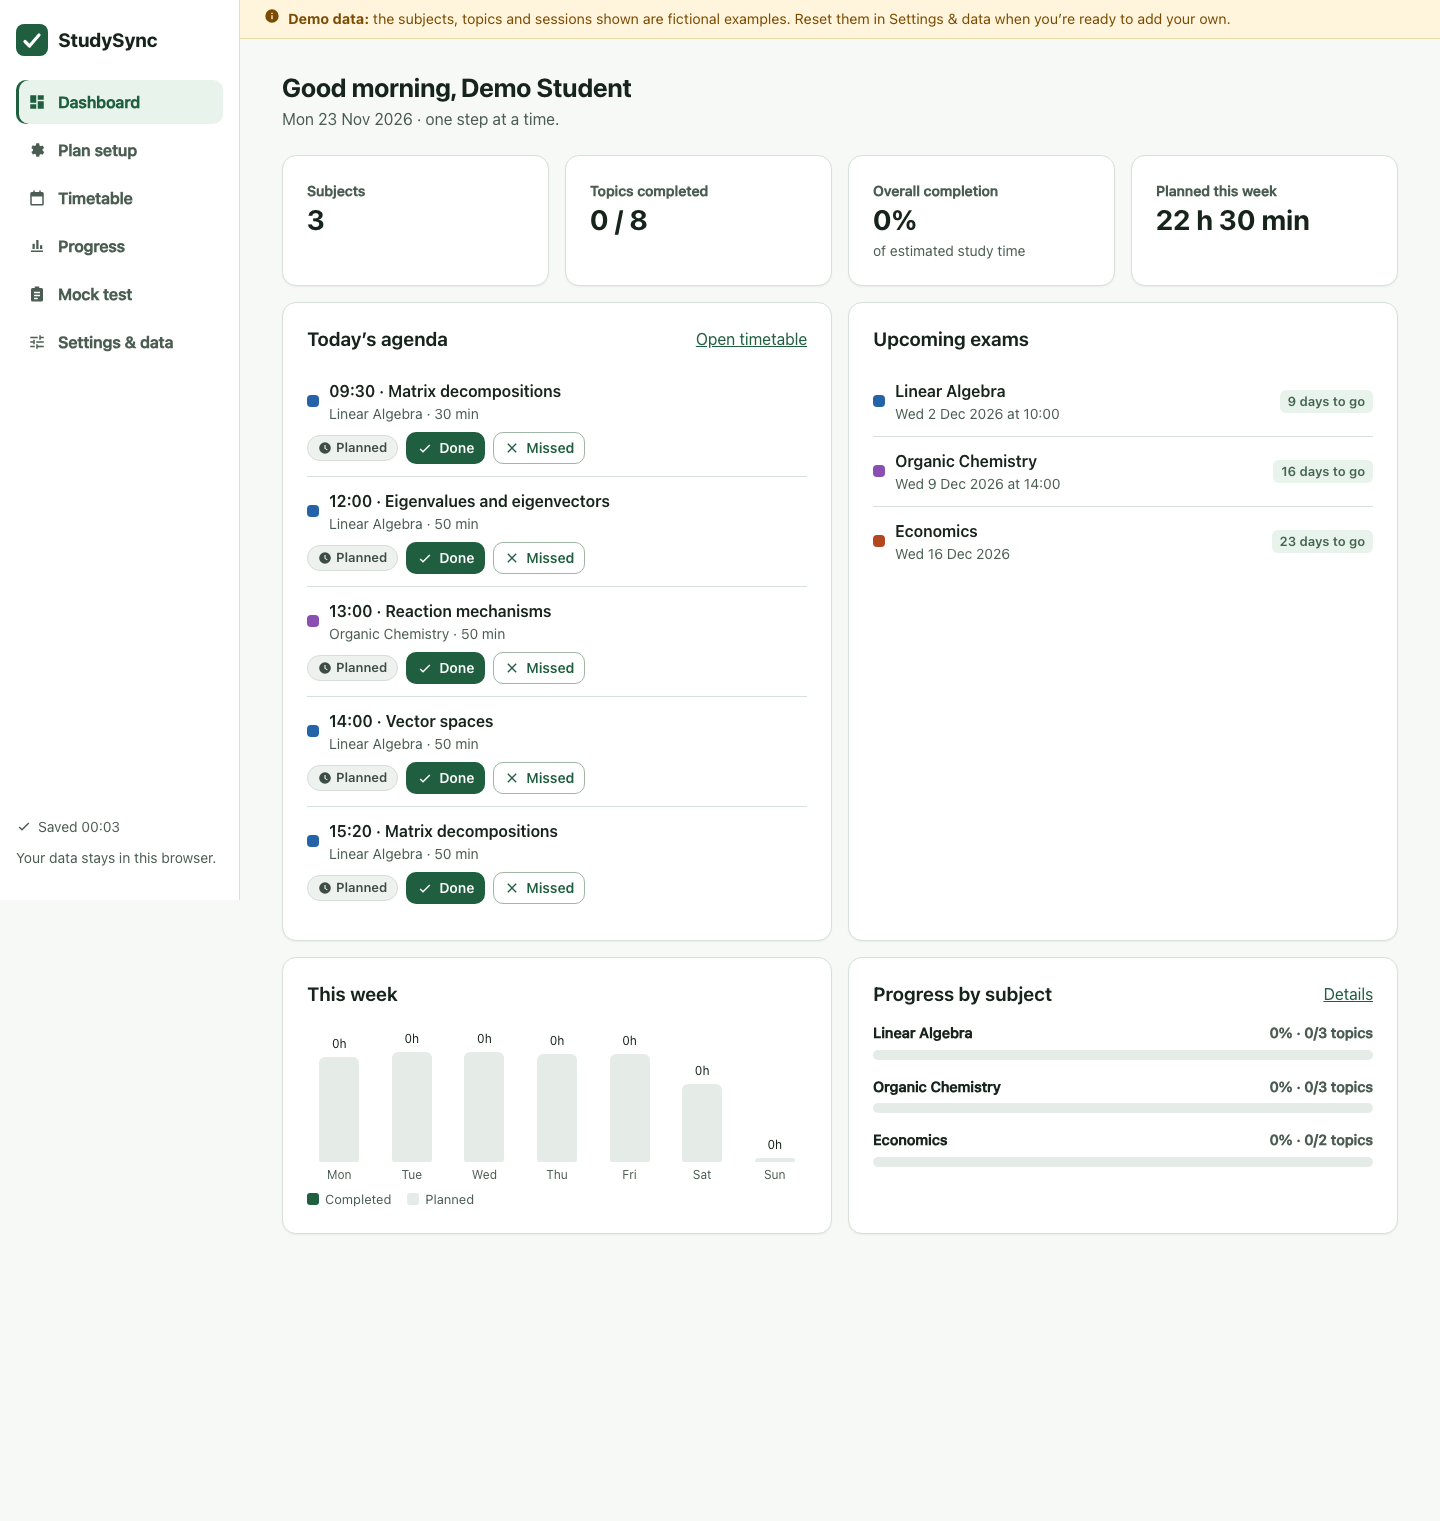 StudySync
Dashboard
Plan setup
Timetable
Progress
Mock test
Settings & data
Saved 00:03
Your data stays in this browser.
Demo data: the subjects, topics and sessions shown are fictional examples. Reset them in Settings & data when you’re ready to add your own.
Good morning, Demo Student
Mon 23 Nov 2026 · one step at a time.
Subjects
3
Topics completed
0 / 8
Overall completion
0%
of estimated study time
Planned this week
22 h 30 min
Today’s agenda
Open timetable
09:30 · Matrix decompositions
Linear Algebra · 30 min
Planned Done Missed
12:00 · Eigenvalues and eigenvectors
Linear Algebra · 50 min
Planned Done Missed
13:00 · Reaction mechanisms
Organic Chemistry · 50 min
Planned Done Missed
14:00 · Vector spaces
Linear Algebra · 50 min
Planned Done Missed
15:20 · Matrix decompositions
Linear Algebra · 50 min
Planned Done Missed
Upcoming exams
Linear Algebra
Wed 2 Dec 2026 at 10:00
9 days to go
Organic Chemistry
Wed 9 Dec 2026 at 14:00
16 days to go
Economics
Wed 16 Dec 2026
23 days to go
This week
0h 0h 0h 0h 0h 0h 0h
Mon Tue Wed Thu Fri Sat Sun
Completed Planned
Progress by subject
Details
Linear Algebra 0% · 0/3 topics
Organic Chemistry 0% · 0/3 topics
Economics 0% · 0/2 topics